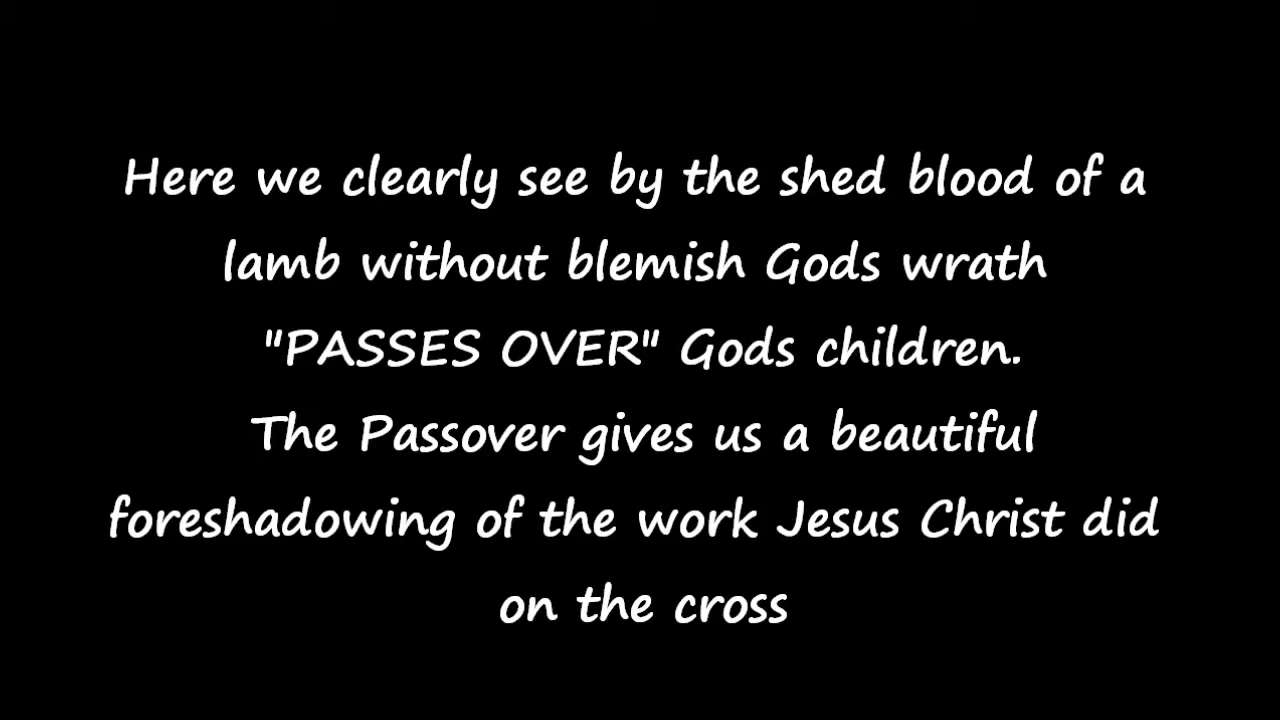 Here we clearly see by the shed blood of a
lamb without blemish Gods wrath
"PASSES OVER" Gods children.
The Passover gives us a beautiful
foreshadowing of the work Jesus Christ did
on the cross